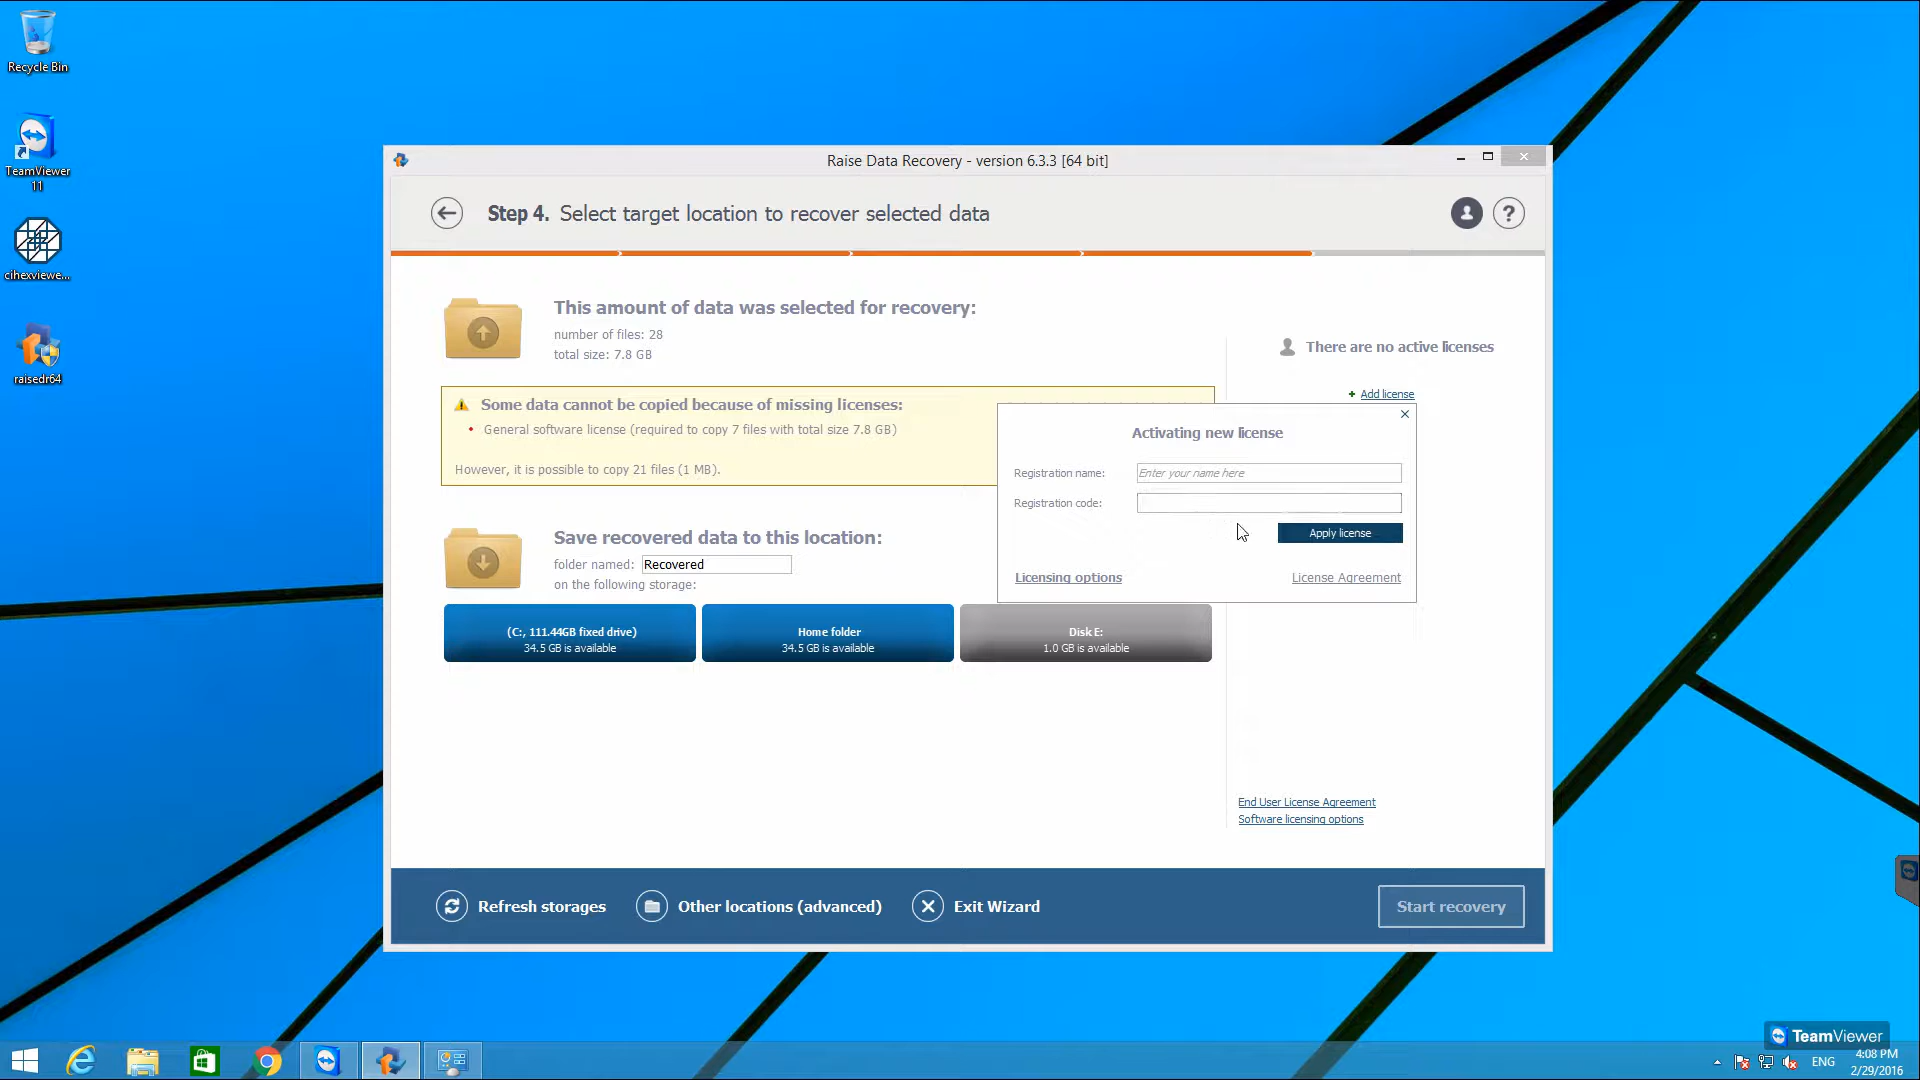 Recycle Bin
TeamViewer
11
cihexviewe...
raisedr64
Raise Data Recovery - version 6.3.3 [64 bit]
Step 4. Select target location to recover selected data
?
This amount of data was selected for recovery:
number of files: 28
total size: 7.8 GB
There are no active licenses
+ Add license
Some data cannot be copied because of missing licenses:
• General software license (required to copy 7 files with total size 7.8 GB)
However, it is possible to copy 21 files (1 MB).
Activating new license
Registration name: Enter your name here
Registration code:
Apply license
Licensing options
License Agreement
Save recovered data to this location:
folder named: Recovered
on the following storage:
(C:, 111.44GB fixed drive)
34.5 GB is available
Home folder
34.5 GB is available
Disk E:
1.0 GB is available
End User License Agreement
Software licensing options
Refresh storages
Other locations (advanced)
Exit Wizard
Start recovery
TeamViewer
ENG
4:08 PM
2/29/2016